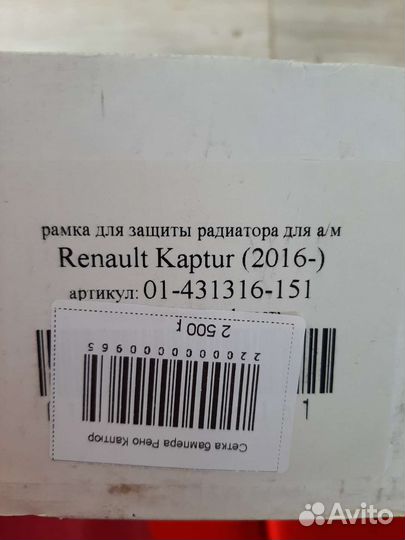 рамка для защиты радиатора для а/м
Renault Kaptur (2016-)
артикул: 01-431316-151
2 500
Сетка бампера Рено Каптюр
1
Avito